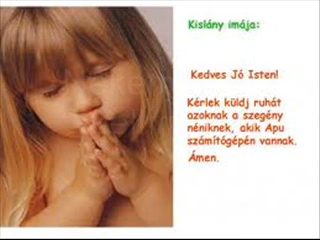 Kislány imája:
Kedves Jó Isten!
Kérlek küldj ruhát
azoknak a szegény
néniknek, akik Apu
számítógépén vannak.
Ámen.